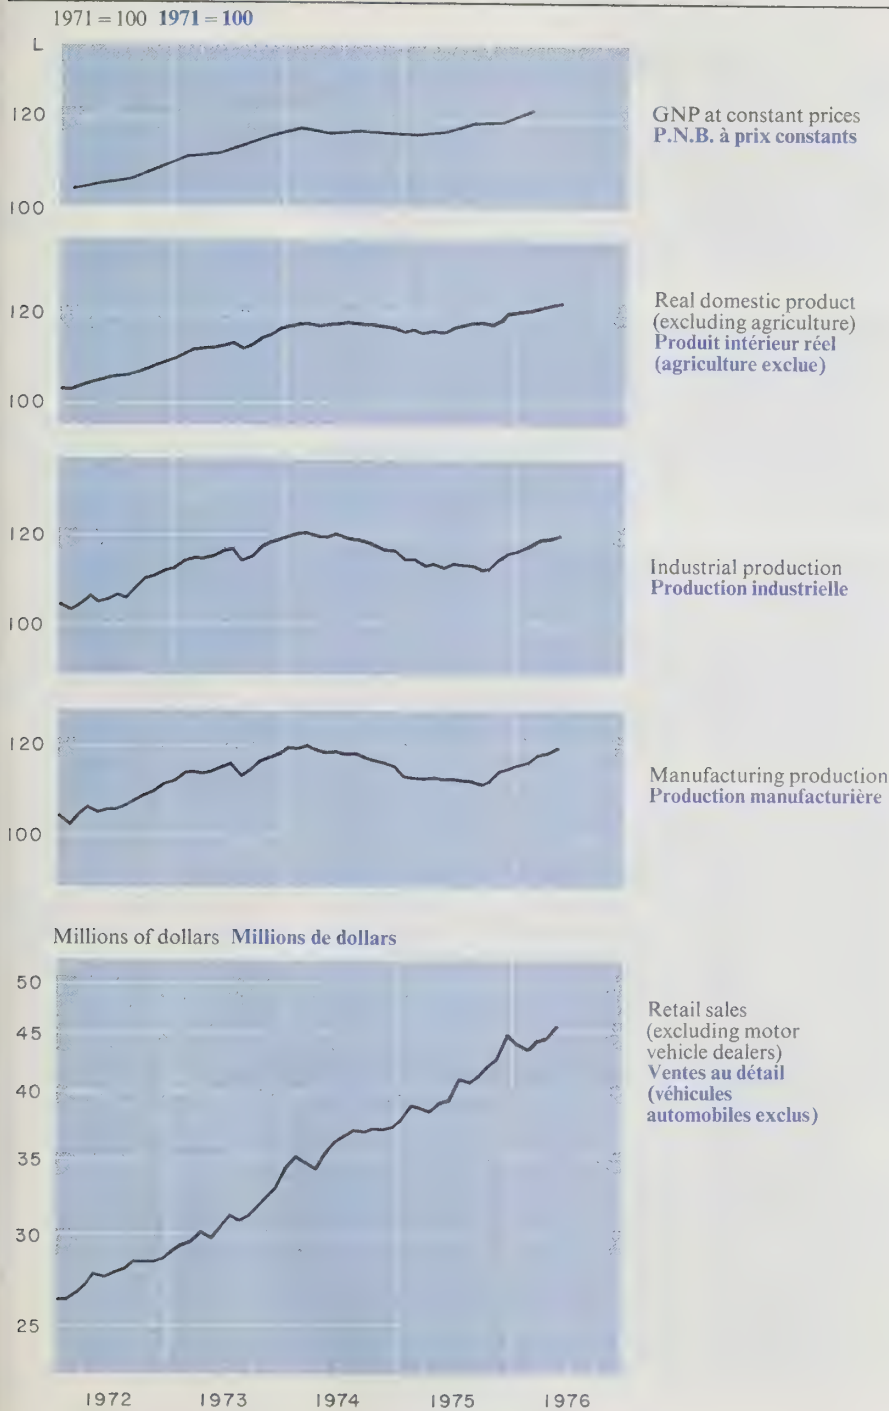 1971 = 100 1971 = 100
L
120
100
GNP at constant prices
P.N.B. à prix constants
120
100
Real domestic product
(excluding agriculture)
Produit intérieur réel
(agriculture exclue)
120
100
Industrial production
Production industrielle
120
100
Manufacturing production
Production manufacturière
Millions of dollars Millions de dollars
50
45
40
35
30
25
Retail sales
(excluding motor
vehicle dealers)
Ventes au détail
(véhicules
automobiles exclus)
1972 1973 1974 1975 1976